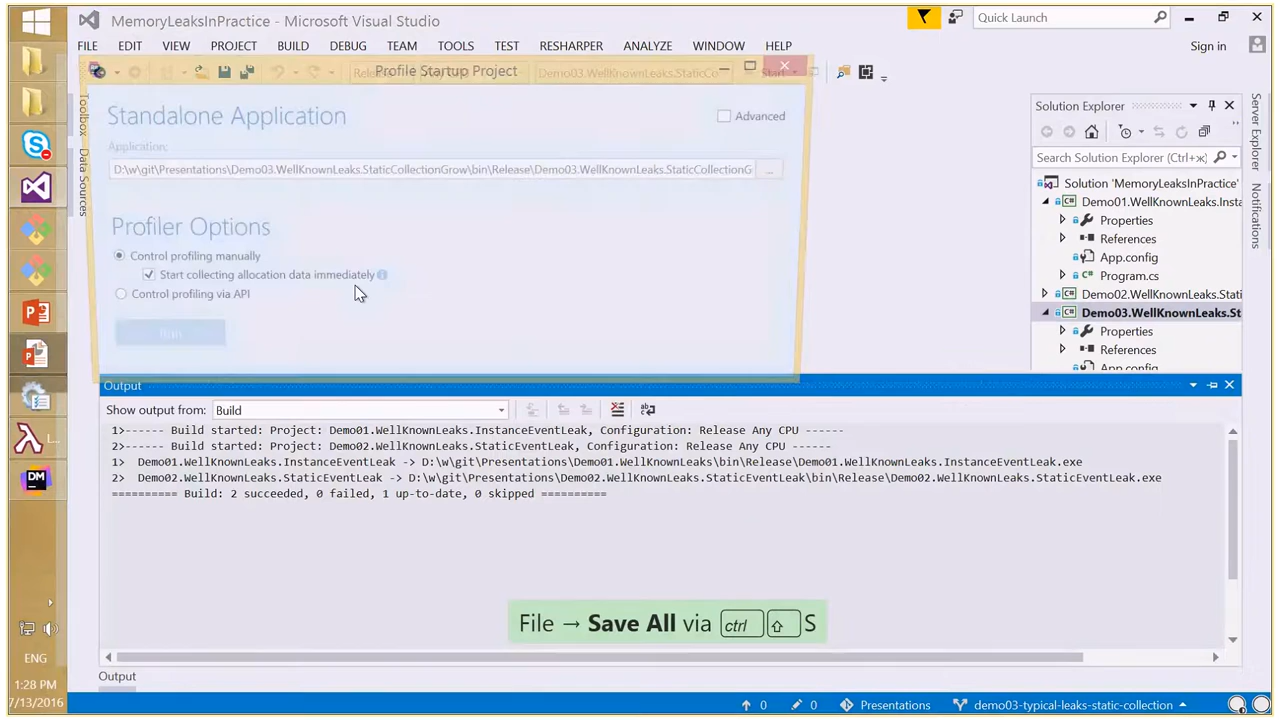 MemoryLeaksInPractice - Microsoft Visual Studio
Quick Launch
FILE EDIT VIEW PROJECT BUILD DEBUG TEAM TOOLS TEST RESHARPER ANALYZE WINDOW HELP
Sign in
Profile Startup Project
Standalone Application
Advanced
Application:
D:\w\git\Presentations\Demo03.WellKnownLeaks.StaticCollectionGrow\bin\Release\Demo03.WellKnownLeaks.StaticCollectionG
...
Profiler Options
Control profiling manually
Start collecting allocation data immediately
Control profiling via API
Run
Toolbox
Data Sources
Solution Explorer
Search Solution Explorer (Ctrl+ж)
Solution 'MemoryLeaksInPractice'
Demo01.WellKnownLeaks.Insta
Properties
References
App.config
Program.cs
Demo02.WellKnownLeaks.Stati
Demo03.WellKnownLeaks.St
Properties
References
App.config
Server Explorer
Notifications
Output
Show output from: Build
1>------ Build started: Project: Demo01.WellKnownLeaks.InstanceEventLeak, Configuration: Release Any CPU ------
2>------ Build started: Project: Demo02.WellKnownLeaks.StaticEventLeak, Configuration: Release Any CPU ------
1>  Demo01.WellKnownLeaks.InstanceEventLeak -> D:\w\git\Presentations\Demo01.WellKnownLeaks\bin\Release\Demo01.WellKnownLeaks.InstanceEventLeak.exe
2>  Demo02.WellKnownLeaks.StaticEventLeak -> D:\w\git\Presentations\Demo02.WellKnownLeaks.StaticEventLeak\bin\Release\Demo02.WellKnownLeaks.StaticEventLeak.exe
========== Build: 2 succeeded, 0 failed, 1 up-to-date, 0 skipped ==========
File → Save All via ctrl ⇧ S
Output
ENG
1:28 PM
7/13/2016
0 0 Presentations demo03-typical-leaks-static-collection